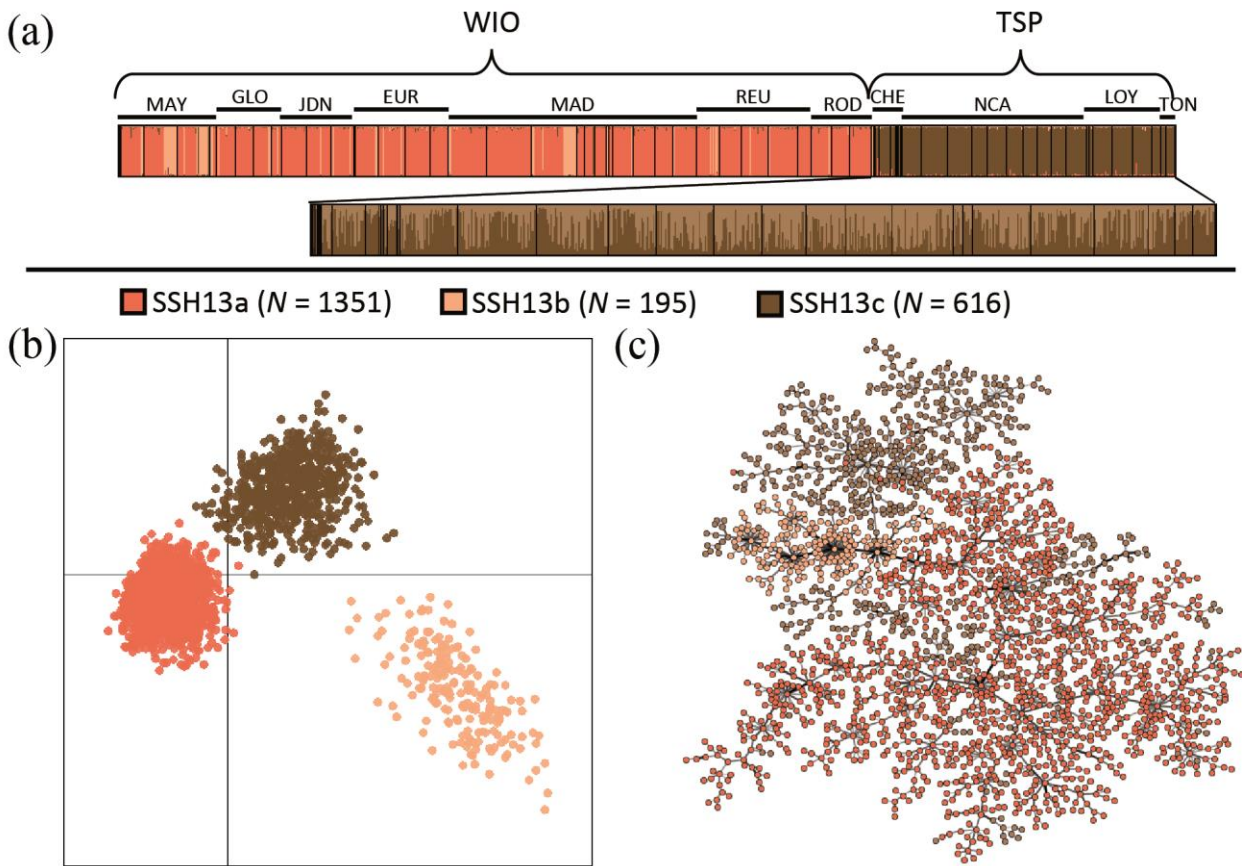 (a)
WIO TSP
MAY GLO JDN EUR MAD REU ROD CHE NCA LOY TON
SSH13a (N = 1351) SSH13b (N = 195) SSH13c (N = 616)
(b) (c)